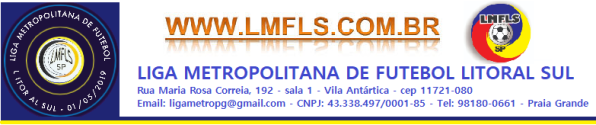 LIGA METROPOLITANA DE FUTEBOL
LMFLS
SP
LITORAL SUL - 01/05/2019
WWW.LMFLS.COM.BR
LMFLS
SP
LIGA METROPOLITANA DE FUTEBOL LITORAL SUL
Rua Maria Rosa Correia, 192 - sala 1 - Vila Antártica - cep 11721-080
Email: ligametropg@gmail.com - CNPJ: 43.338.497/0001-85 - Tel: 98180-0661 - Praia Grande